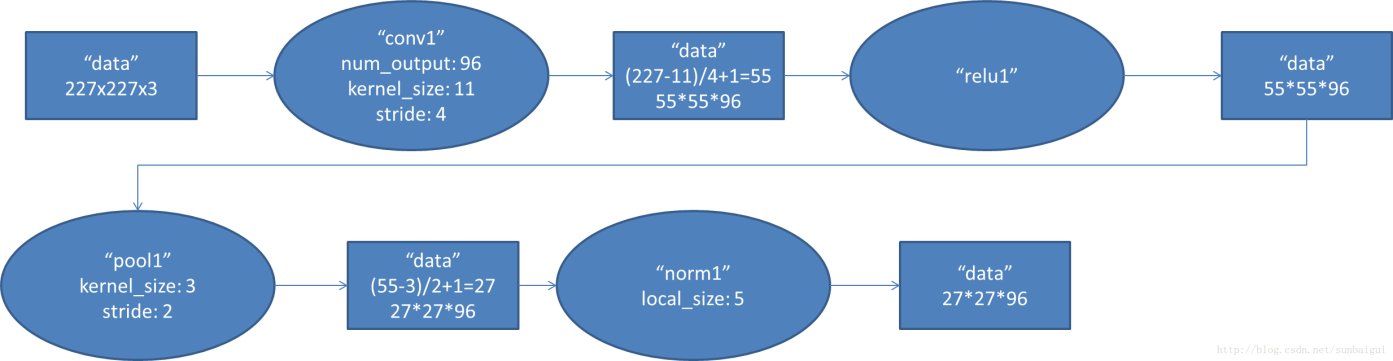 “data”
227x227x3
“conv1”
num_output: 96
kernel_size: 11
stride: 4
“data”
(227-11)/4+1=55
55*55*96
“relu1”
“data”
55*55*96
“pool1”
kernel_size: 3
stride: 2
“data”
(55-3)/2+1=27
27*27*96
“norm1”
local_size: 5
“data”
27*27*96
http://blog.csdn.net/sunbaigui